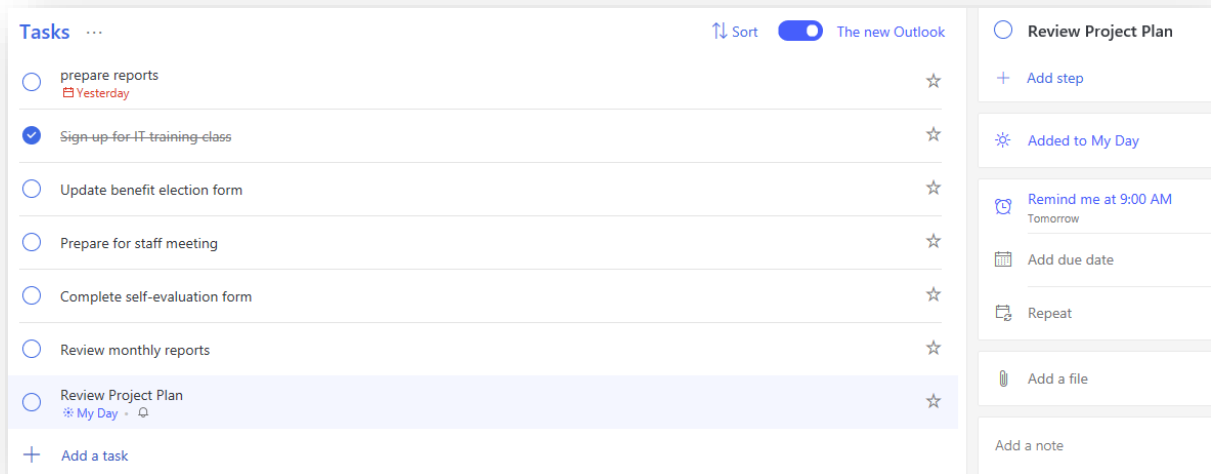 Tasks ...
Sort
The new Outlook
prepare reports
Yesterday
Sign up for IT training class
Update benefit election form
Prepare for staff meeting
Complete self-evaluation form
Review monthly reports
Review Project Plan
My Day
Add a task
Review Project Plan
Add step
Added to My Day
Remind me at 9:00 AM
Tomorrow
Add due date
Repeat
Add a file
Add a note